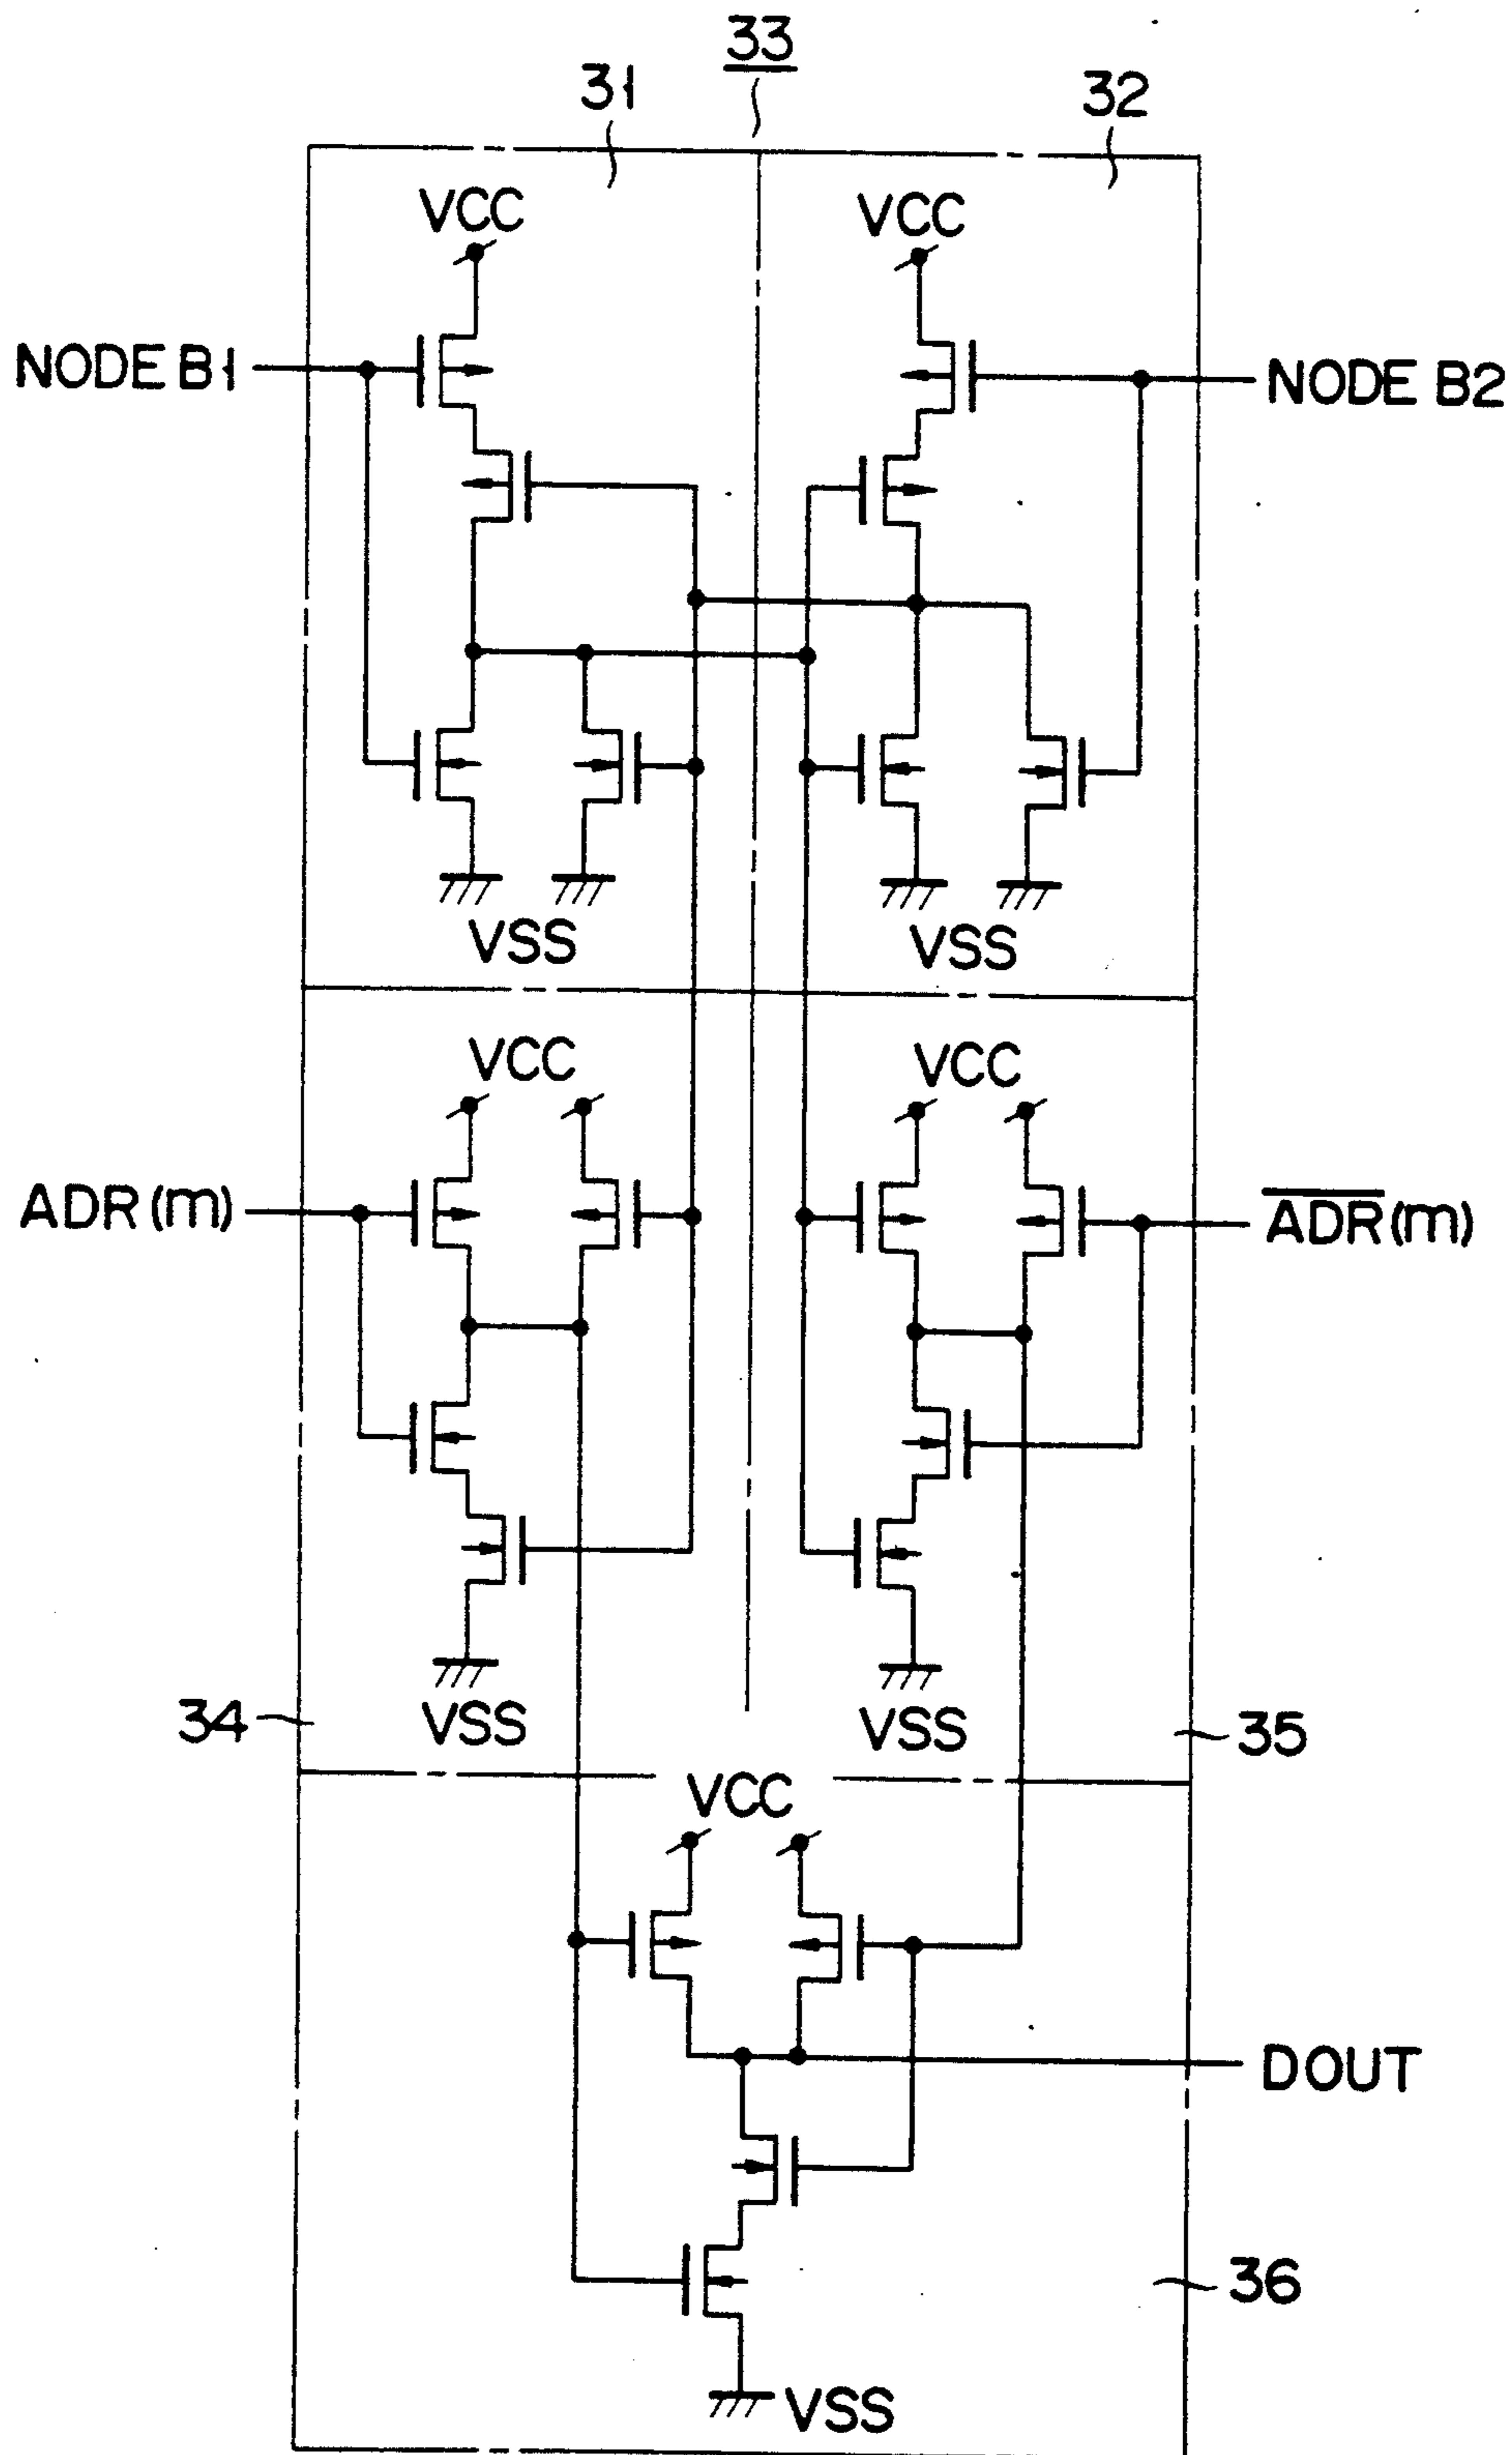 33
31
32
VCC
VCC
NODE B1
NODE B2
VSS
VSS
VCC
VCC
ADR(m)
ADR(m)
34
VSS
VSS
35
VCC
DOUT
36
VSS